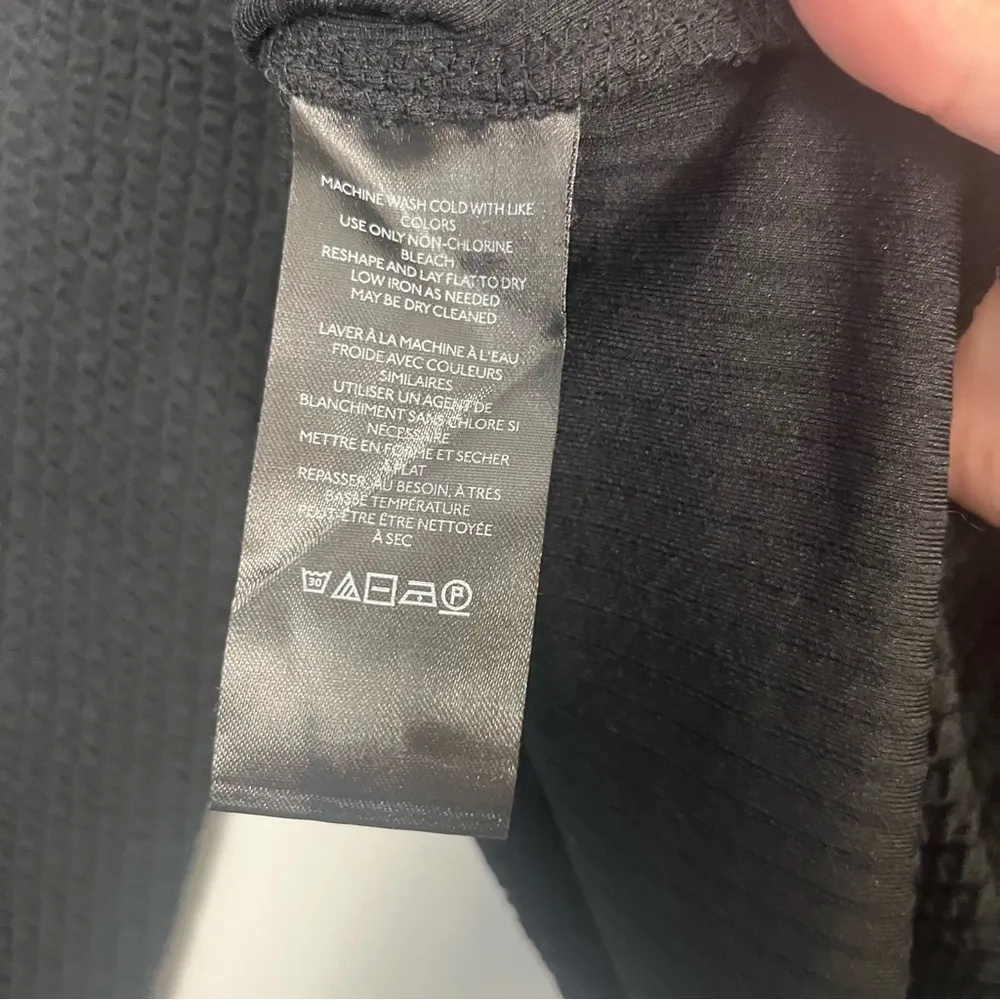 MACHINE WASH COLD WITH LIKE
COLORS
USE ONLY NON-CHLORINE
BLEACH
RESHAPE AND LAY FLAT TO DRY
LOW IRON AS NEEDED
MAY BE DRY CLEANED
LAVER À LA MACHINE À L'EAU
FROIDE AVEC COULEURS
SIMILAIRES
UTILISER UN AGENT DE
BLANCHIMENT SANS CHLORE SI
NÉCESSAIRE
METTRE EN FORME ET SECHER
À PLAT
REPASSER, AU BESOIN, À TRÉS
BASSE TEMPÉRATURE
PEUT-ÊTRE ÊTRE NETTOYÉE
À SEC
30 P